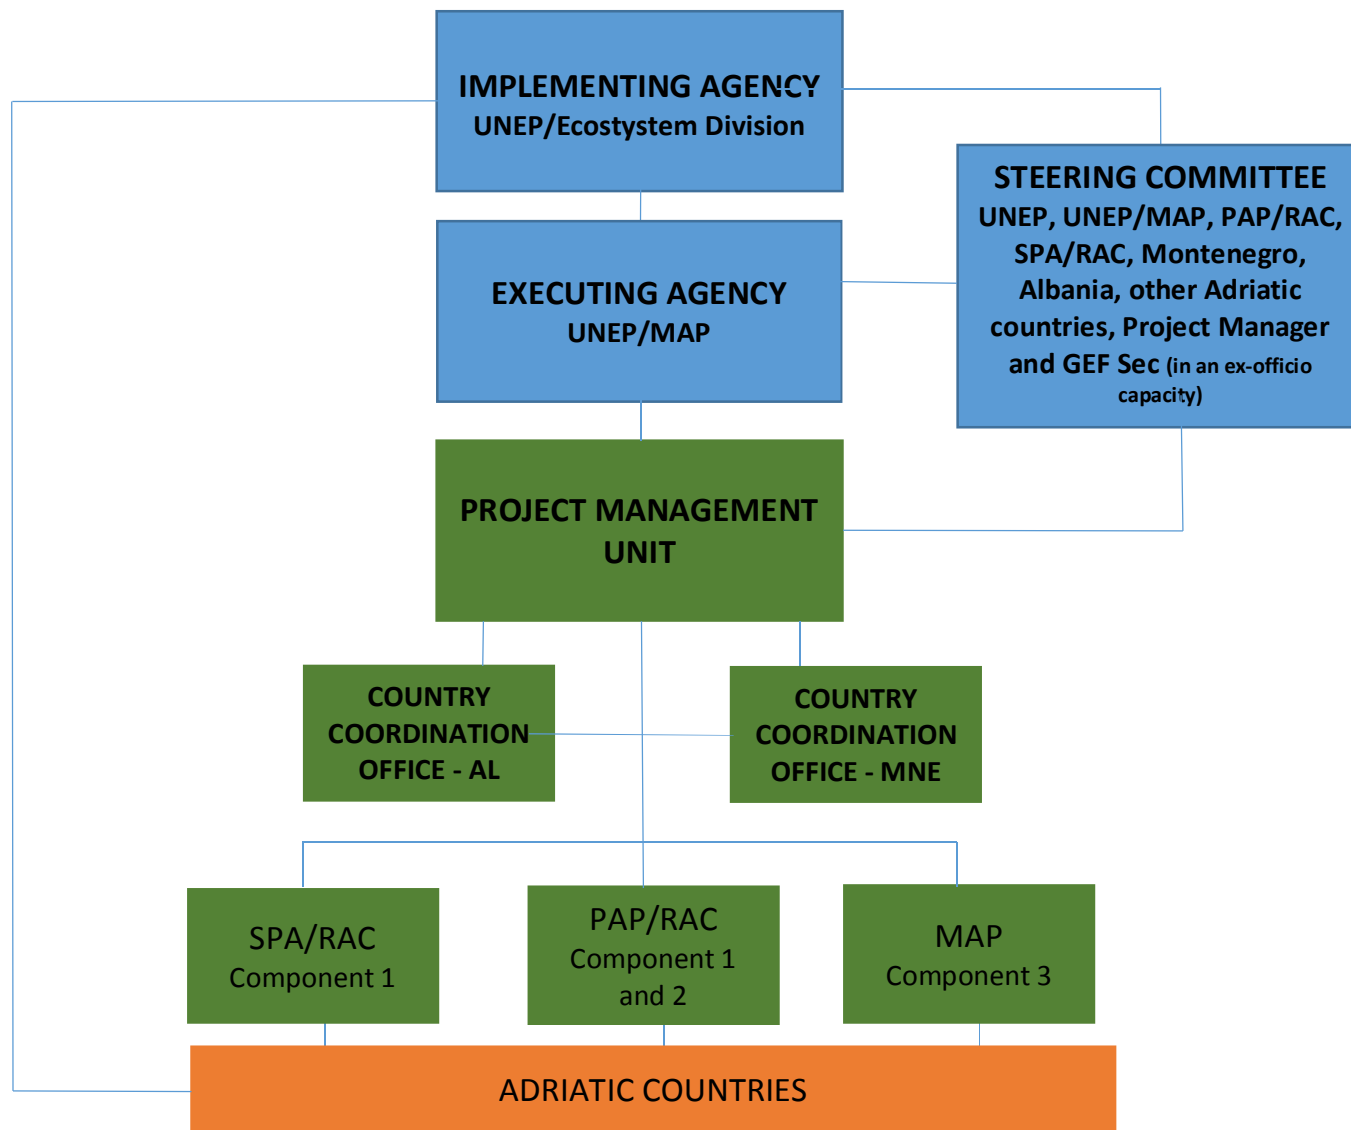 IMPLEMENTING AGENCY
UNEP/Ecostystem Division
STEERING COMMITTEE
UNEP, UNEP/MAP, PAP/RAC,
SPA/RAC, Montenegro,
Albania, other Adriatic
countries, Project Manager
and GEF Sec (in an ex-officio
capacity)
EXECUTING AGENCY
UNEP/MAP
PROJECT MANAGEMENT
UNIT
COUNTRY
COORDINATION
OFFICE - AL
COUNTRY
COORDINATION
OFFICE - MNE
SPA/RAC
Component 1
PAP/RAC
Component 1
and 2
MAP
Component 3
ADRIATIC COUNTRIES